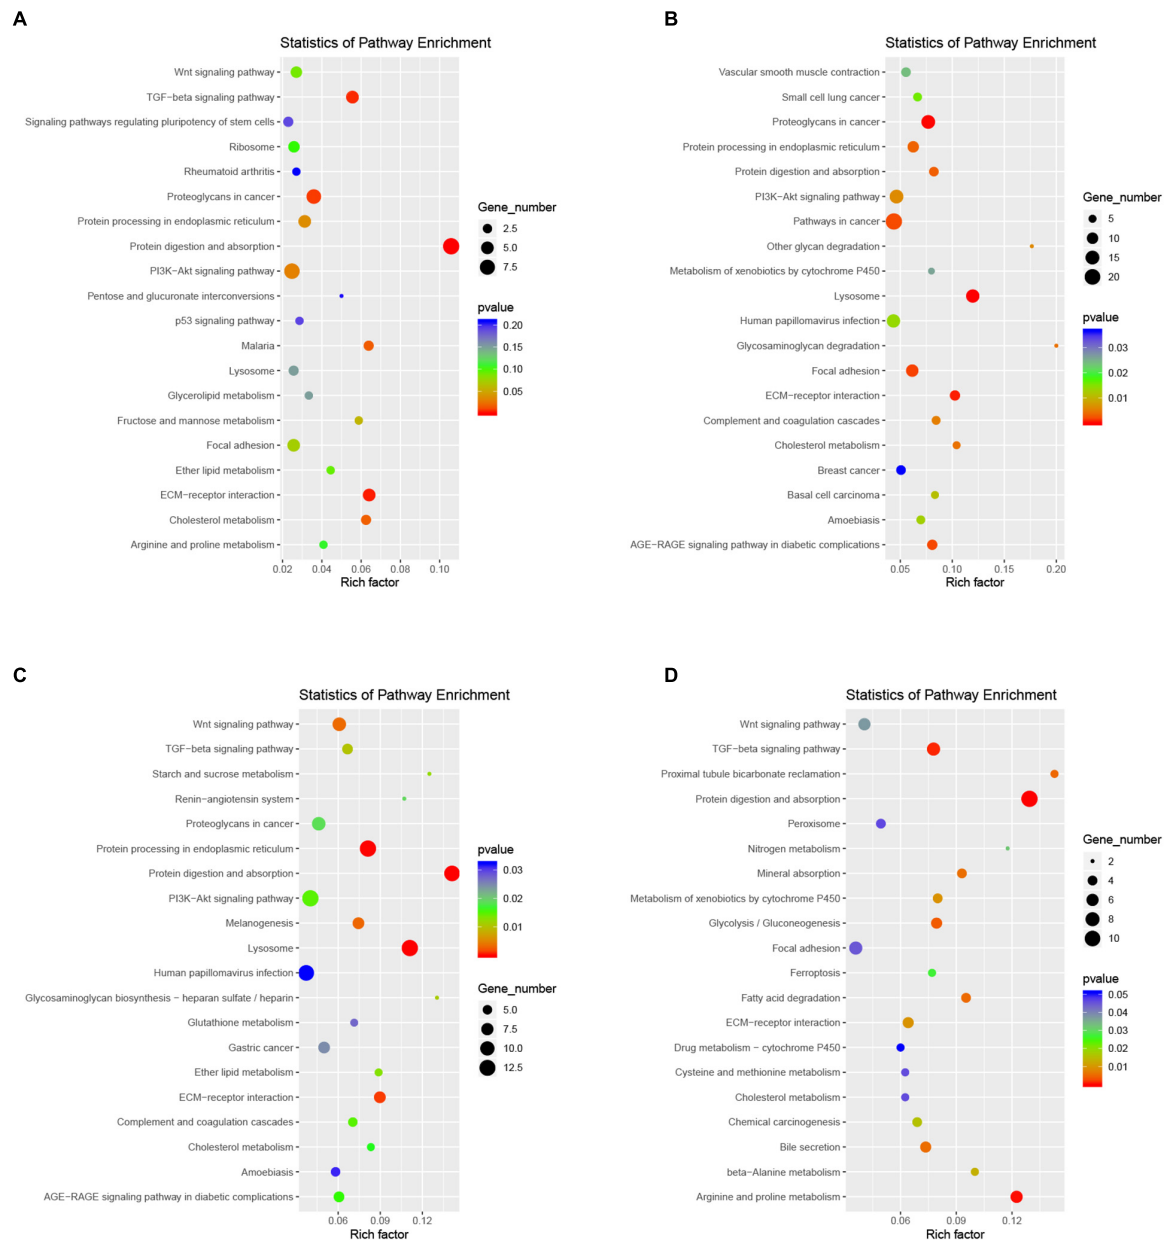 A
Statistics of Pathway Enrichment
Wnt signaling pathway
TGF−beta signaling pathway
Signaling pathways regulating pluripotency of stem cells
Ribosome
Rheumatoid arthritis
Proteoglycans in cancer
Protein processing in endoplasmic reticulum
Protein digestion and absorption
PI3K−Akt signaling pathway
Pentose and glucuronate interconversions
p53 signaling pathway
Malaria
Lysosome
Glycerolipid metabolism
Fructose and mannose metabolism
Focal adhesion
Ether lipid metabolism
ECM−receptor interaction
Cholesterol metabolism
Arginine and proline metabolism
0.02 0.04 0.06 0.08 0.10
Rich factor
Gene_number
2.5
5.0
7.5
pvalue
0.20
0.15
0.10
0.05
B
Statistics of Pathway Enrichment
Vascular smooth muscle contraction
Small cell lung cancer
Proteoglycans in cancer
Protein processing in endoplasmic reticulum
Protein digestion and absorption
PI3K−Akt signaling pathway
Pathways in cancer
Other glycan degradation
Metabolism of xenobiotics by cytochrome P450
Lysosome
Human papillomavirus infection
Glycosaminoglycan degradation
Focal adhesion
ECM−receptor interaction
Complement and coagulation cascades
Cholesterol metabolism
Breast cancer
Basal cell carcinoma
Amoebiasis
AGE−RAGE signaling pathway in diabetic complications
0.05 0.10 0.15 0.20
Rich factor
Gene_number
5
10
15
20
pvalue
0.03
0.02
0.01
C
Statistics of Pathway Enrichment
Wnt signaling pathway
TGF−beta signaling pathway
Starch and sucrose metabolism
Renin−angiotensin system
Proteoglycans in cancer
Protein processing in endoplasmic reticulum
Protein digestion and absorption
PI3K−Akt signaling pathway
Melanogenesis
Lysosome
Human papillomavirus infection
Glycosaminoglycan biosynthesis − heparan sulfate / heparin
Glutathione metabolism
Gastric cancer
Ether lipid metabolism
ECM−receptor interaction
Complement and coagulation cascades
Cholesterol metabolism
Amoebiasis
AGE−RAGE signaling pathway in diabetic complications
0.06 0.09 0.12
Rich factor
pvalue
0.03
0.02
0.01
Gene_number
5.0
7.5
10.0
12.5
D
Statistics of Pathway Enrichment
Wnt signaling pathway
TGF−beta signaling pathway
Proximal tubule bicarbonate reclamation
Protein digestion and absorption
Peroxisome
Nitrogen metabolism
Mineral absorption
Metabolism of xenobiotics by cytochrome P450
Glycolysis / Gluconeogenesis
Focal adhesion
Ferroptosis
Fatty acid degradation
ECM−receptor interaction
Drug metabolism − cytochrome P450
Cysteine and methionine metabolism
Cholesterol metabolism
Chemical carcinogenesis
Bile secretion
beta−Alanine metabolism
Arginine and proline metabolism
0.06 0.09 0.12
Rich factor
Gene_number
2
4
6
8
10
pvalue
0.05
0.04
0.03
0.02
0.01